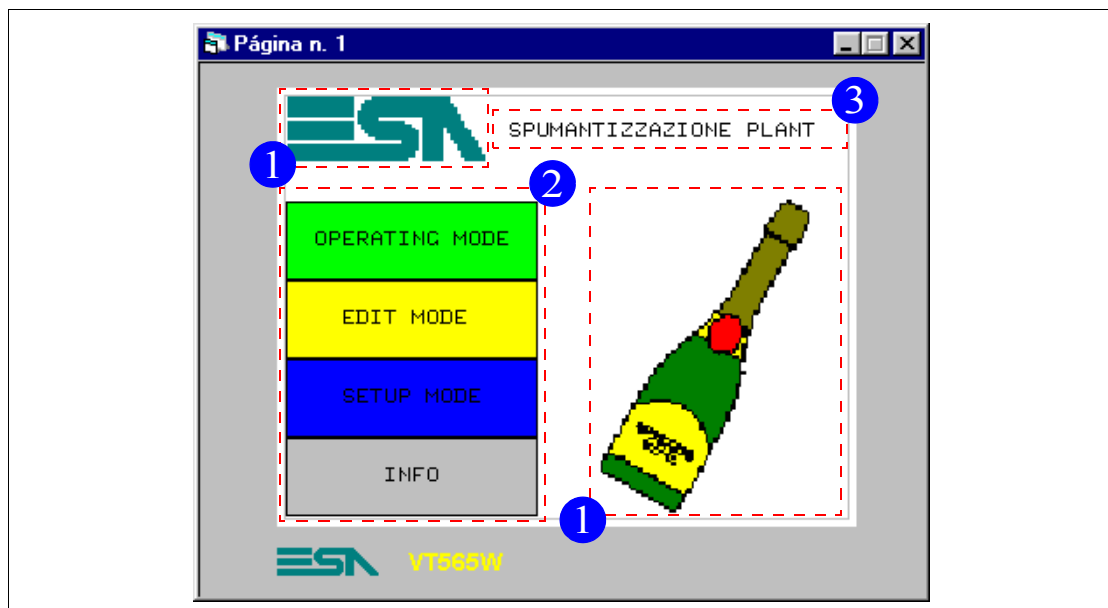 Página n. 1
ESA
SPUMANTIZZAZIONE PLANT
3
1
2
OPERATING MODE
EDIT MODE
SETUP MODE
INFO
1
ESA VT565W